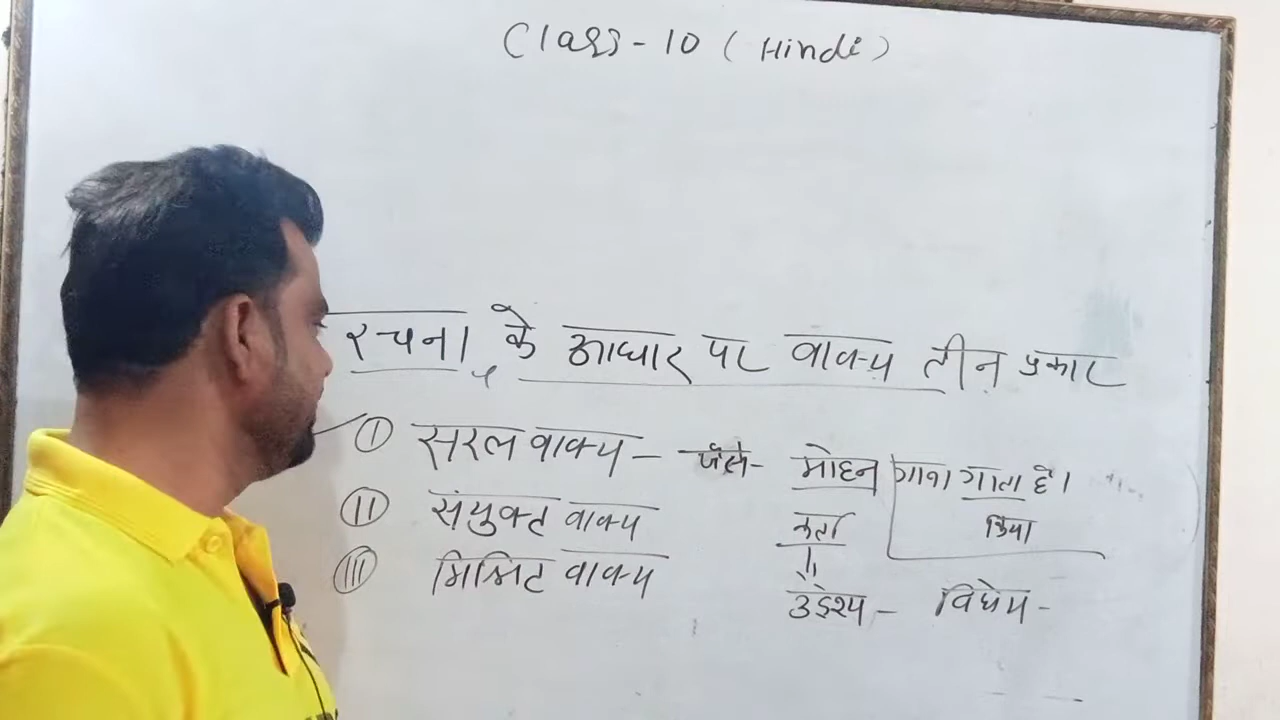 Class-10 (Hindi)
रचना के आधार पर वाक्य तीन प्रकार
(I) सरल वाक्य - जैसे- मोहन गाना गाता है।
(II) संयुक्त वाक्य कर्ता क्रिया
(III) मिश्रित वाक्य
उद्देश्य - विधेय -